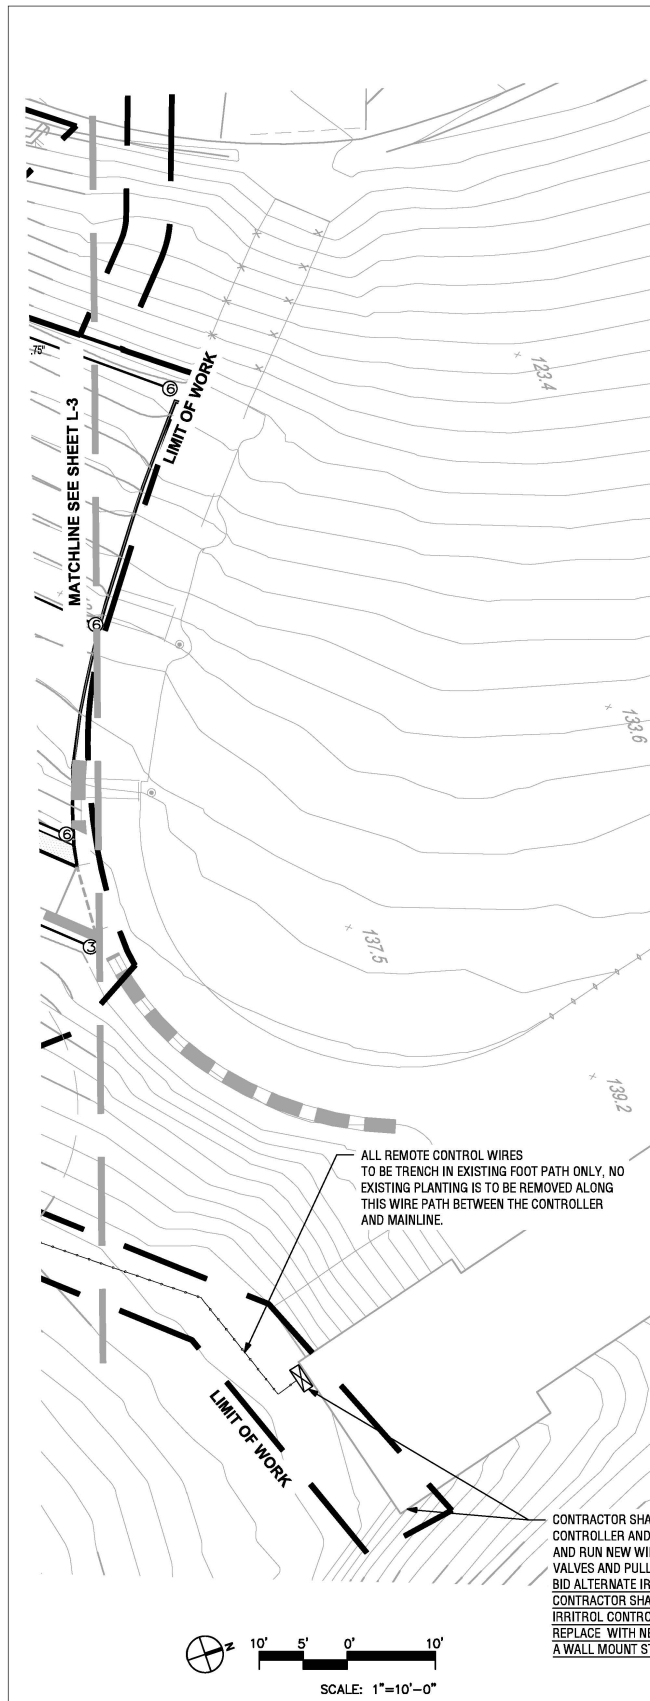 .75"
6
LIMIT OF WORK
MATCHLINE SEE SHEET L-3
123.4
6
133.6
6
137.5
3
139.2
ALL REMOTE CONTROL WIRES
TO BE TRENCH IN EXISTING FOOT PATH ONLY, NO
EXISTING PLANTING IS TO BE REMOVED ALONG
THIS WIRE PATH BETWEEN THE CONTROLLER
AND MAINLINE.
LIMIT OF WORK
CONTRACTOR SHA
CONTROLLER AND
AND RUN NEW WI
VALVES AND PULL
BID ALTERNATE IR
CONTRACTOR SHA
IRRITROL CONTRO
REPLACE WITH NE
A WALL MOUNT ST
N
10' 5' 0' 10'
SCALE: 1"=10'-0"